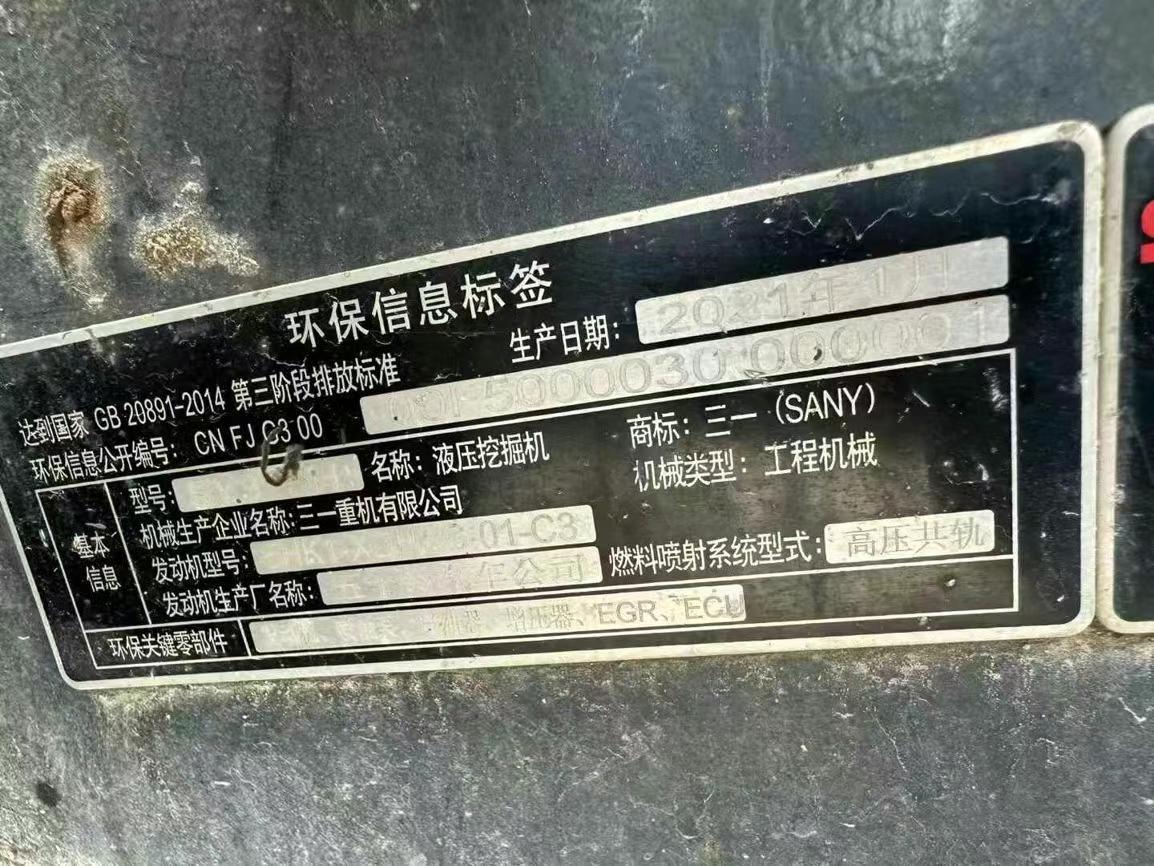 环保信息标签
生产日期: 2021年1月
达到国家 GB 20891-2014 第三阶段排放标准
环保信息公开编号: CN FJ G3 00
型号: 名称: 液压挖掘机 商标: 三一 (SANY)
机械生产企业名称: 三一重机有限公司 机械类型: 工程机械
基本信息
发动机型号: 01-C3 燃料喷射系统型式: 高压共轨
发动机生产厂名称: 公司
环保关键零部件 增压器、EGR、ECU